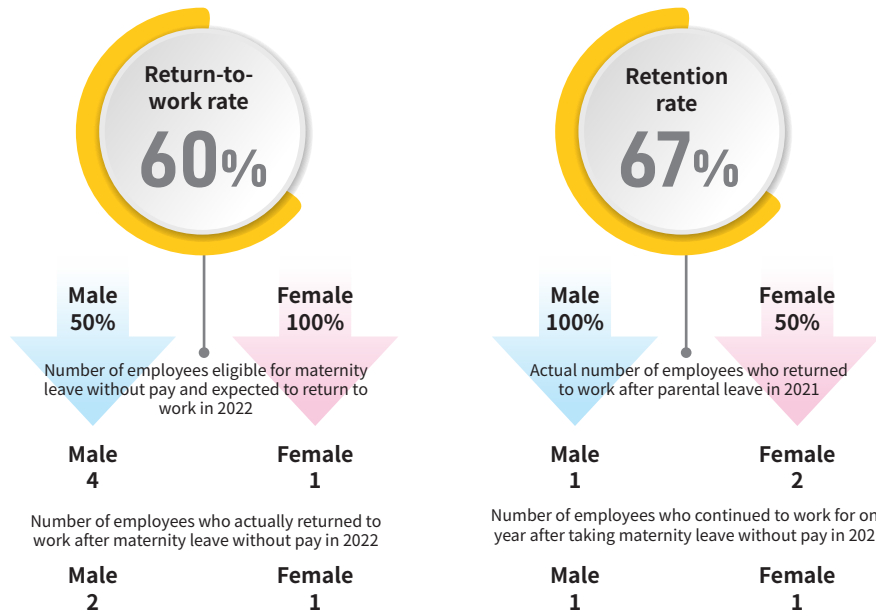 Return-to-
work rate
60%
Male
50%
Female
100%
Number of employees eligible for maternity
leave without pay and expected to return to
work in 2022
Male
4
Female
1
Number of employees who actually returned to
work after maternity leave without pay in 2022
Male
2
Female
1
Retention
rate
67%
Male
100%
Female
50%
Actual number of employees who returned
to work after parental leave in 2021
Male
1
Female
2
Number of employees who continued to work for
year after taking maternity leave without pay in
Male
1
Female
1